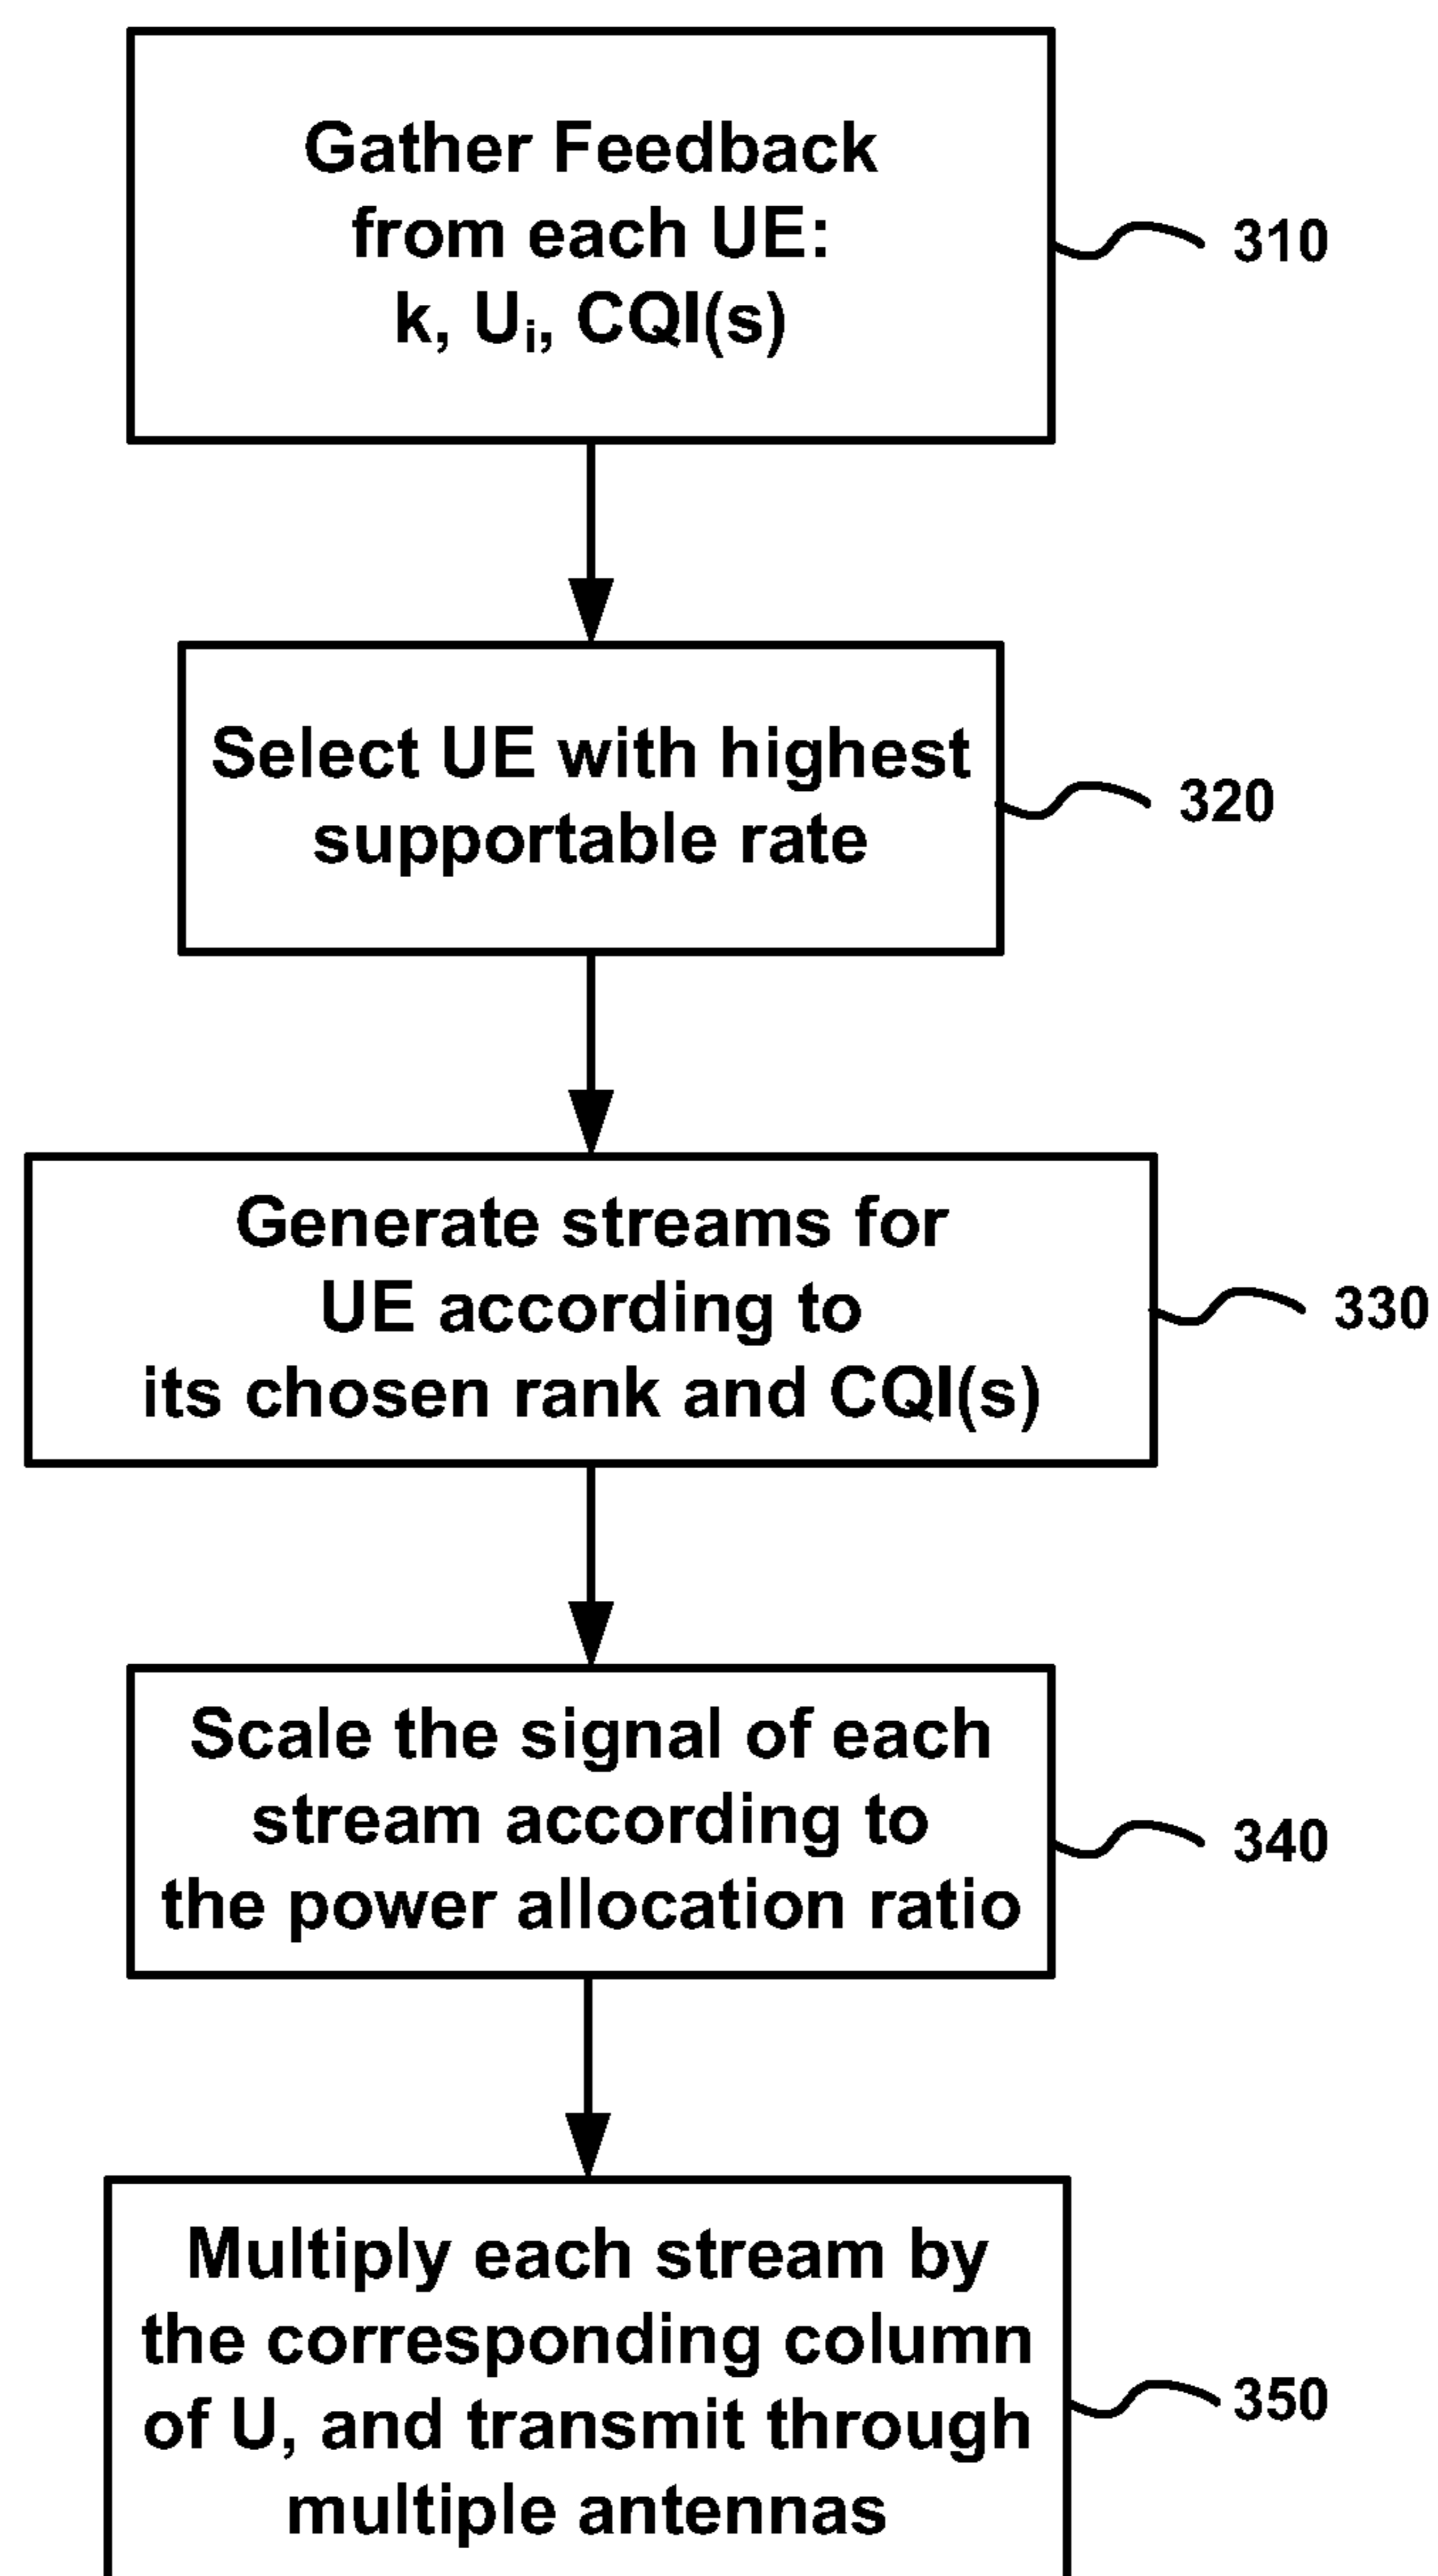 Gather Feedback
from each UE:
k, Uᵢ, CQI(s)
310
Select UE with highest
supportable rate
320
Generate streams for
UE according to
its chosen rank and CQI(s)
330
Scale the signal of each
stream according to
the power allocation ratio
340
Multiply each stream by
the corresponding column
of U, and transmit through
multiple antennas
350